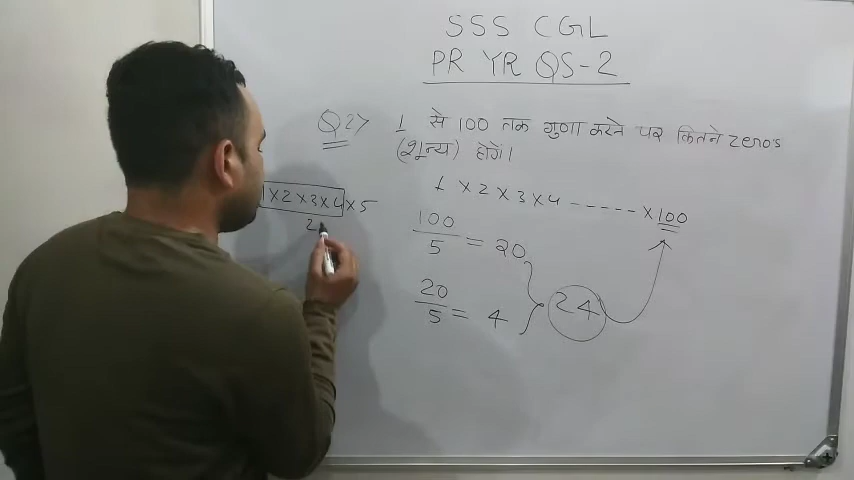 SSS CGL
PR YR QS-2
Q2> 1 से 100 तक गुणा करने पर कितने zero's
(शून्य) होगें।
1 x 2 x 3 x 4 ----- x 100
1 x 2 x 3 x 4 x 5
2
100/5 = 20
20/5 = 4
24